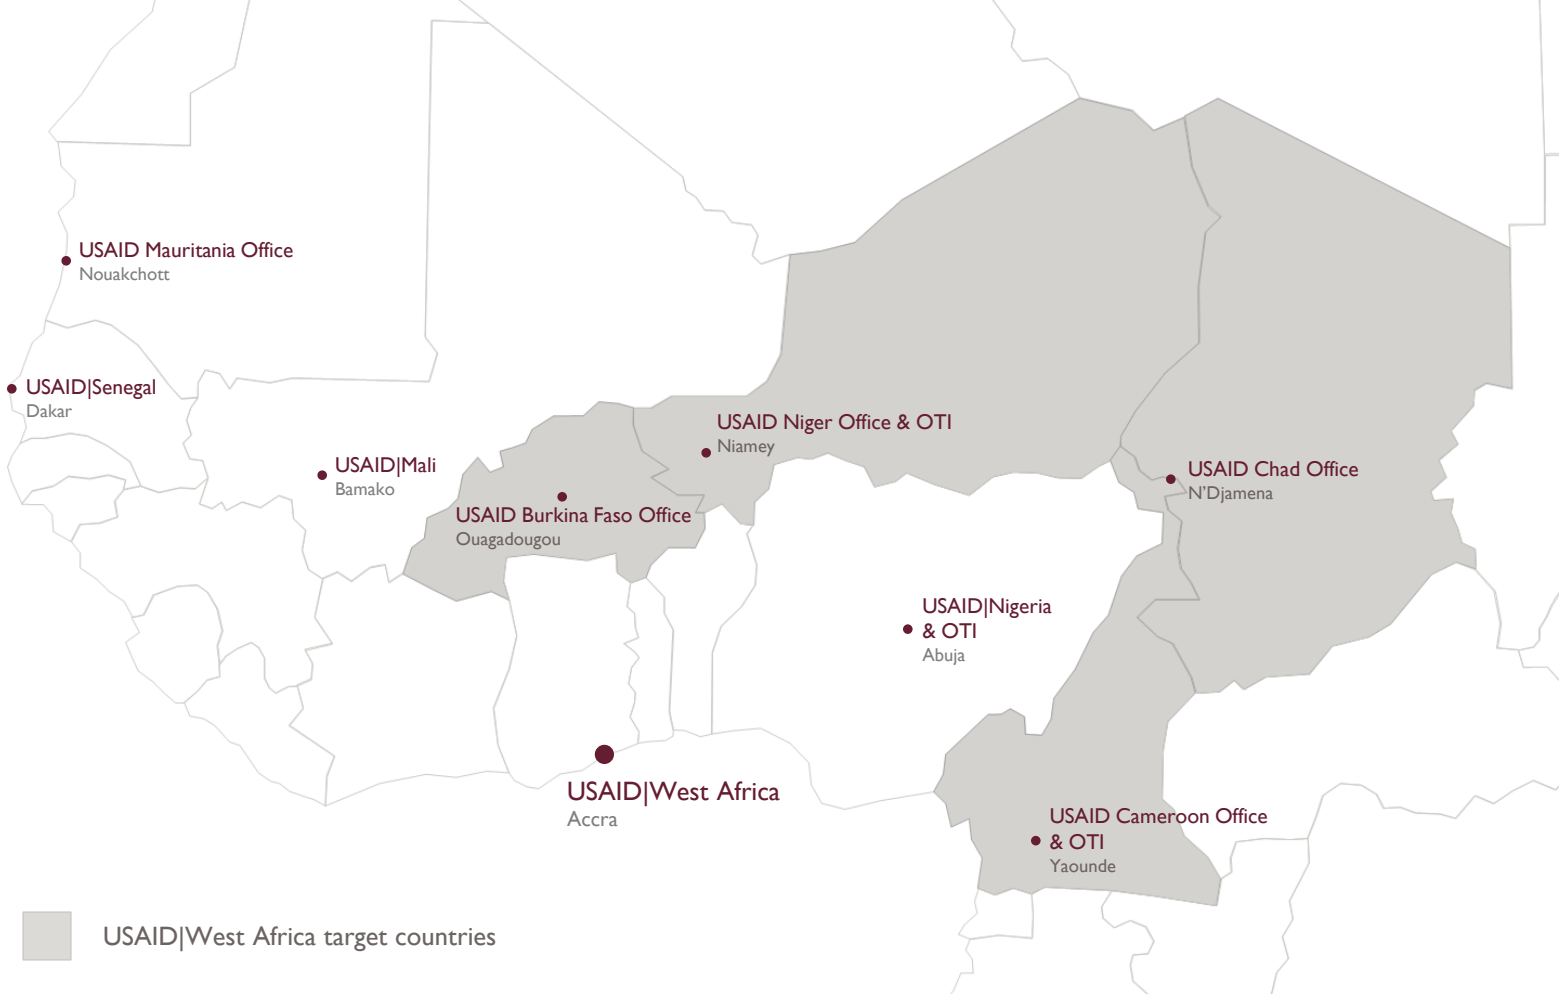 USAID Mauritania Office
Nouakchott
USAID|Senegal
Dakar
USAID|Mali
Bamako
USAID Niger Office & OTI
Niamey
USAID Burkina Faso Office
Ouagadougou
USAID Chad Office
N'Djamena
USAID|Nigeria
& OTI
Abuja
USAID|West Africa
Accra
USAID Cameroon Office
& OTI
Yaounde
USAID|West Africa target countries